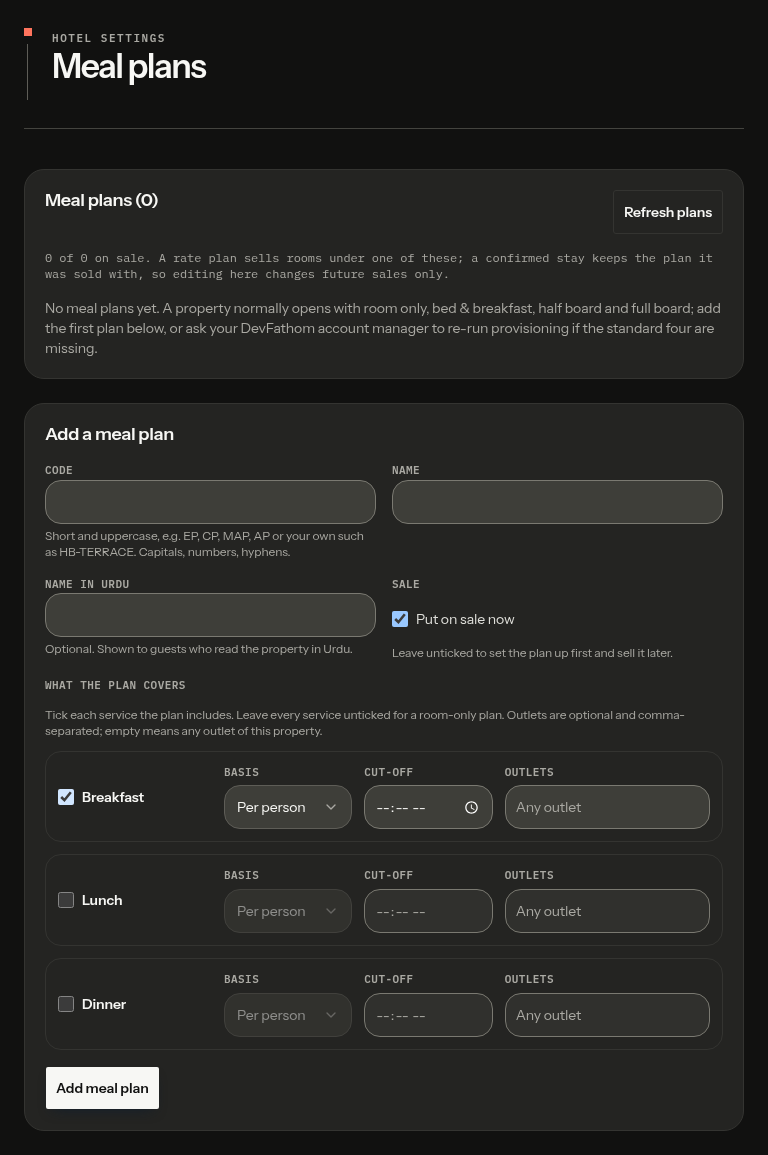 HOTEL SETTINGS
Meal plans
Meal plans (0)
Refresh plans
0 of 0 on sale. A rate plan sells rooms under one of these; a confirmed stay keeps the plan it
was sold with, so editing here changes future sales only.
No meal plans yet. A property normally opens with room only, bed & breakfast, half board and full board; add
the first plan below, or ask your DevFathom account manager to re-run provisioning if the standard four are
missing.
Add a meal plan
CODE
NAME
Short and uppercase, e.g. EP, CP, MAP, AP or your own such
as HB-TERRACE. Capitals, numbers, hyphens.
NAME IN URDU
SALE
Put on sale now
Optional. Shown to guests who read the property in Urdu.
Leave unticked to set the plan up first and sell it later.
WHAT THE PLAN COVERS
Tick each service the plan includes. Leave every service unticked for a room-only plan. Outlets are optional and comma-
separated; empty means any outlet of this property.
BASIS CUT-OFF OUTLETS
Breakfast Per person --:-- -- Any outlet
BASIS CUT-OFF OUTLETS
Lunch Per person --:-- -- Any outlet
BASIS CUT-OFF OUTLETS
Dinner Per person --:-- -- Any outlet
Add meal plan